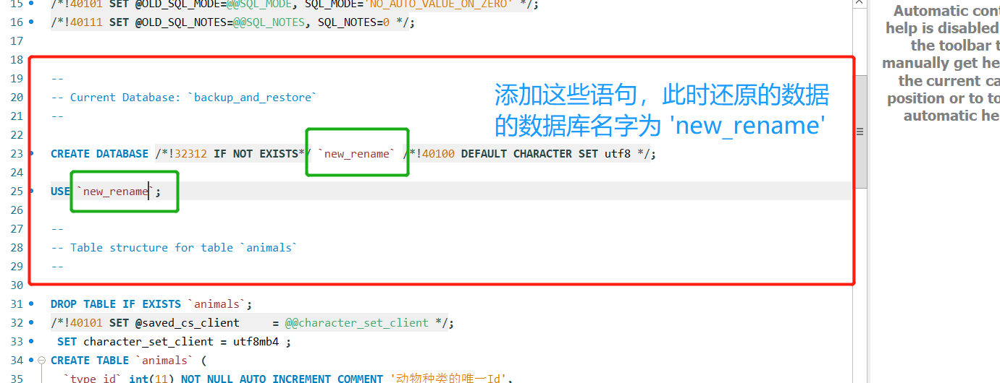 15 /*!40101 SET @OLD_SQL_MODE=@@SQL_MODE, SQL_MODE='NO_AUTO_VALUE_ON_ZERO' */;
16 /*!40111 SET @OLD_SQL_NOTES=@@SQL_NOTES, SQL_NOTES=0 */;
17
18
19 --
20 -- Current Database: `backup_and_restore`
21 --
22
23 CREATE DATABASE /*!32312 IF NOT EXISTS*/ `new_rename` /*!40100 DEFAULT CHARACTER SET utf8 */;
24
25 USE `new_rename`;
26
27 --
28 -- Table structure for table `animals`
29 --
30
31 DROP TABLE IF EXISTS `animals`;
32 /*!40101 SET @saved_cs_client     = @@character_set_client */;
33 SET character_set_client = utf8mb4 ;
34 CREATE TABLE `animals` (
35 `type_id` int(11) NOT NULL AUTO_INCREMENT COMMENT '动物种类的唯一Id',
添加这些语句，此时还原的数据
的数据库名字为 'new_rename'
Automatic cont
help is disabled
the toolbar t
manually get he
the current ca
position or to to
automatic he